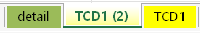 detail TCD1 (2) TCD1